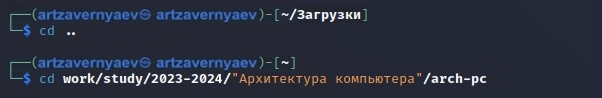 ┌──(artzavernyaev㉿ artzavernyaev)-[~/Загрузки]
└─$ cd ..
┌──(artzavernyaev㉿ artzavernyaev)-[~]
└─$ cd work/study/2023-2024/"Архитектура компьютера"/arch-pc